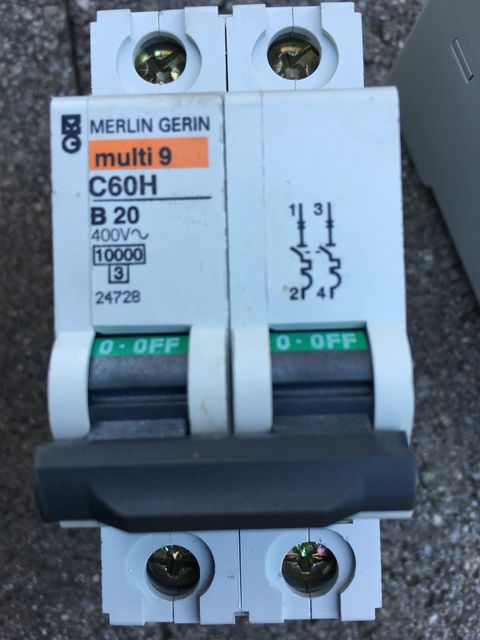 MERLIN GERIN
multi 9
C60H
B 20
400V~
10000
3
24728
1 3
2 4
0 · OFF
0 · OFF